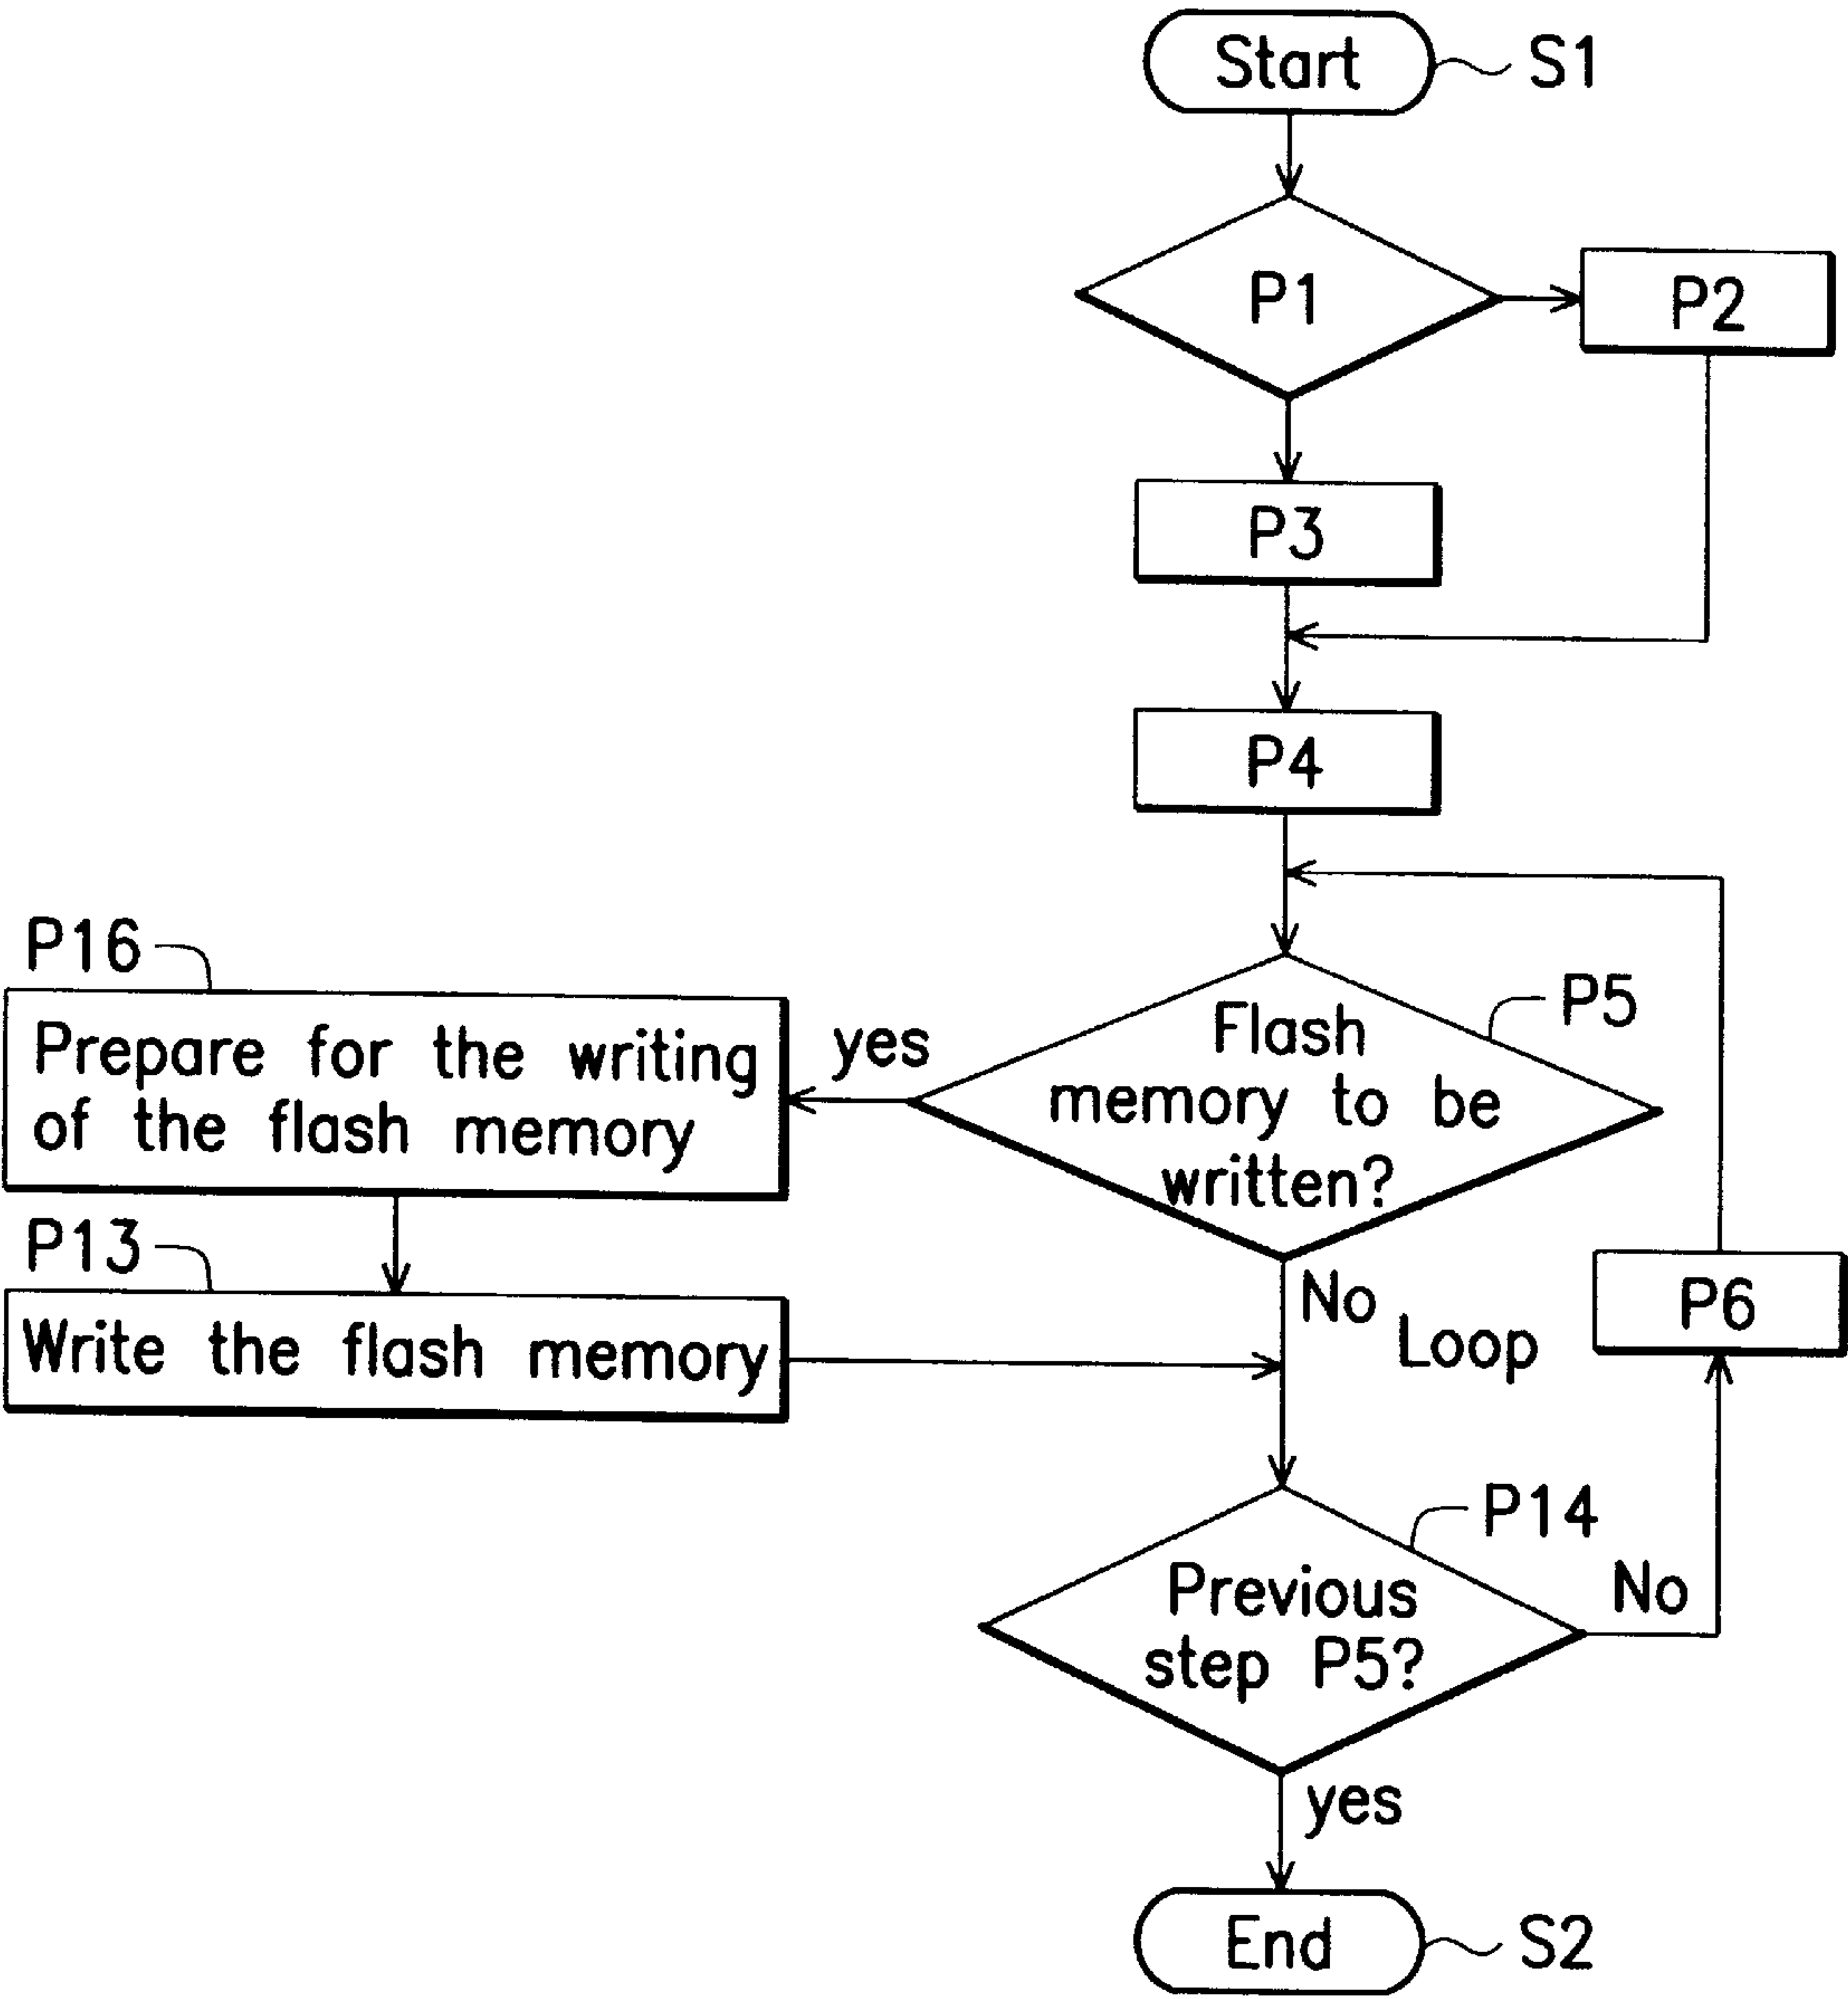 Start
S1
P1
P2
P3
P4
P16
Prepare for the writing
of the flash memory
yes
Flash
memory to be
written?
P5
P13
Write the flash memory
No
Loop
P6
P14
Previous
step P5?
No
yes
End
S2